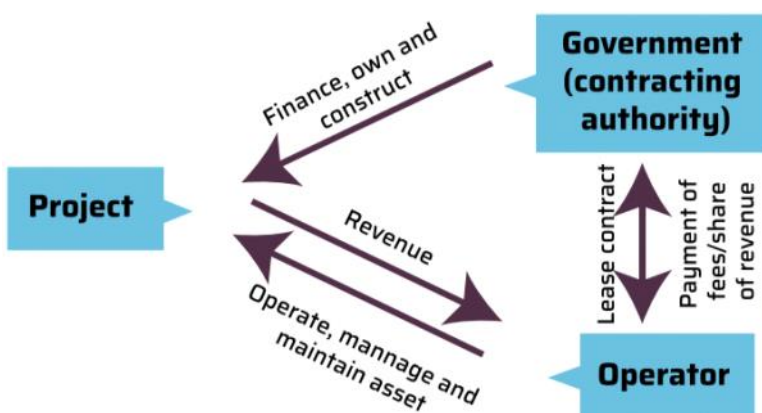 Government
(contracting
authority)
Finance, own and
construct
Project
Revenue
Operate, mannage and
maintain asset
Lease contract
Payment of
fees/share
of revenue
Operator